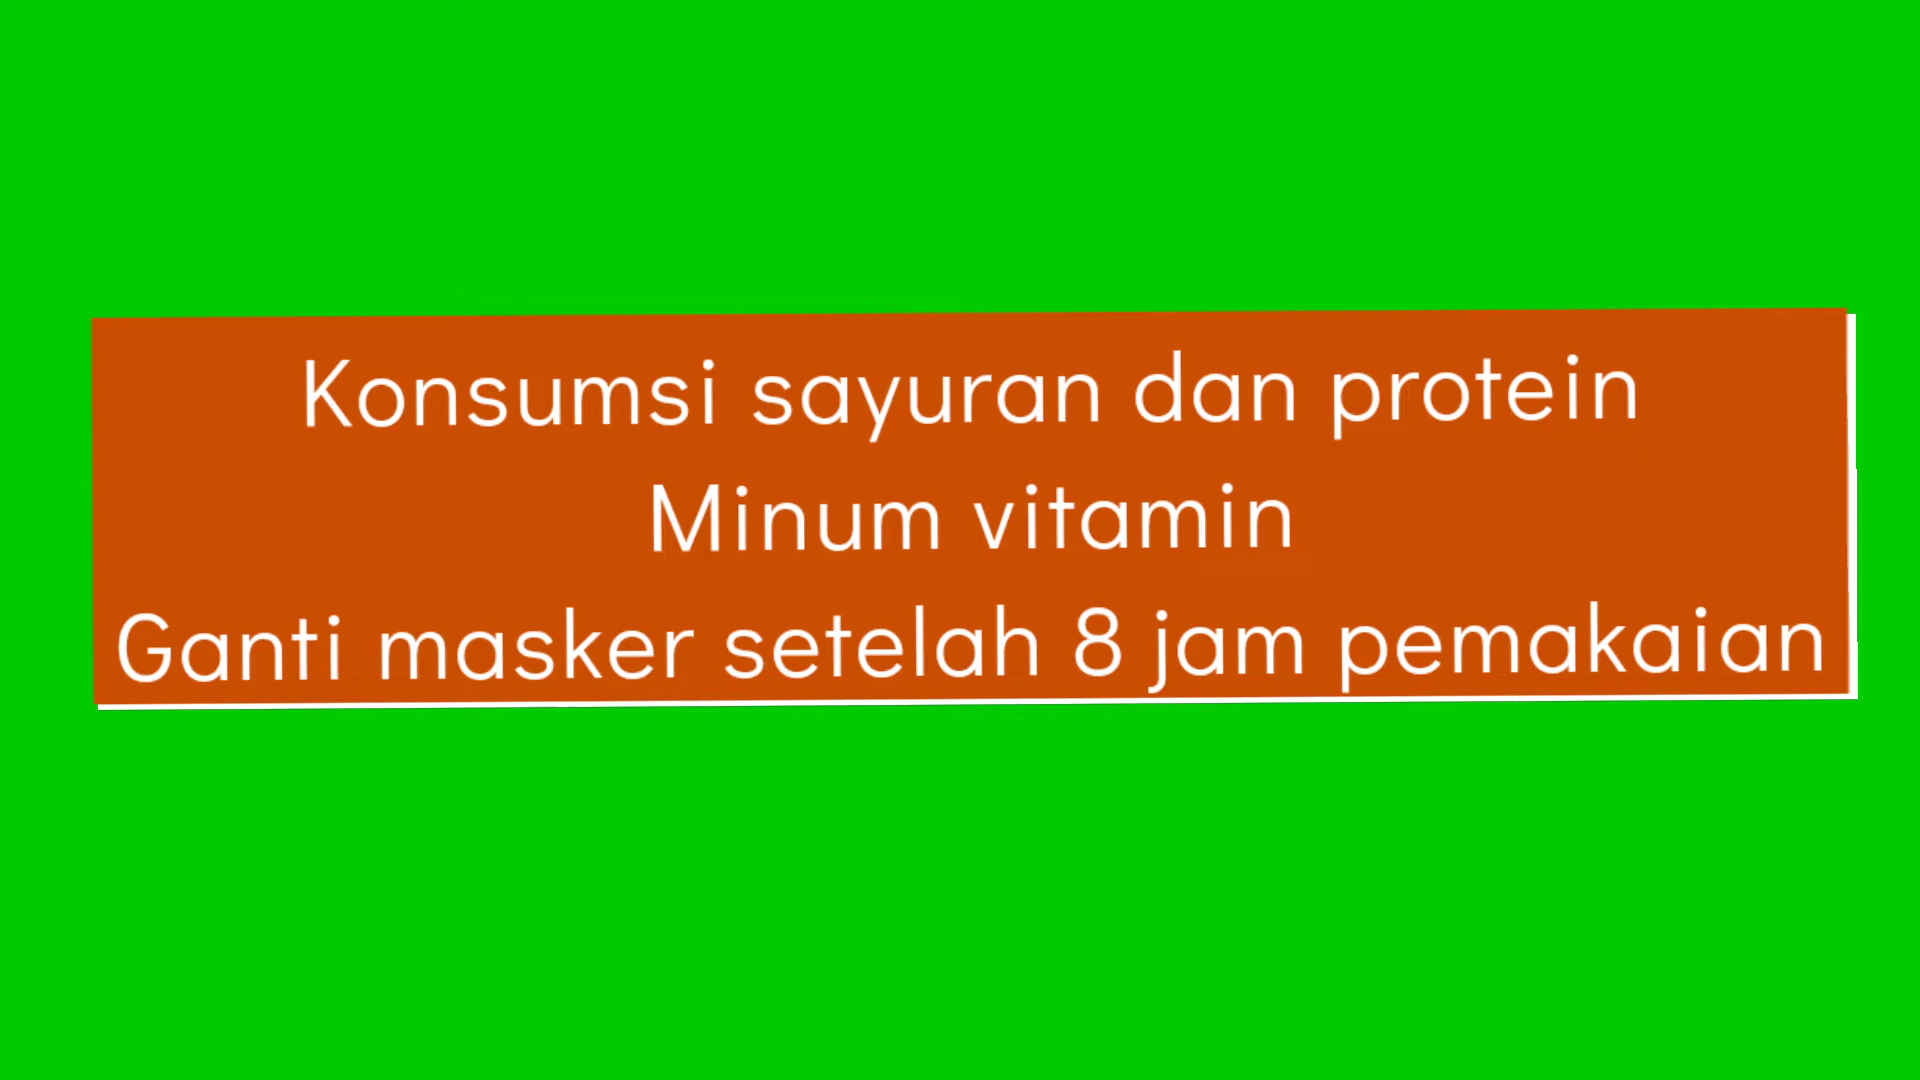 Konsumsi sayuran dan protein
Minum vitamin
Ganti masker setelah 8 jam pemakaian